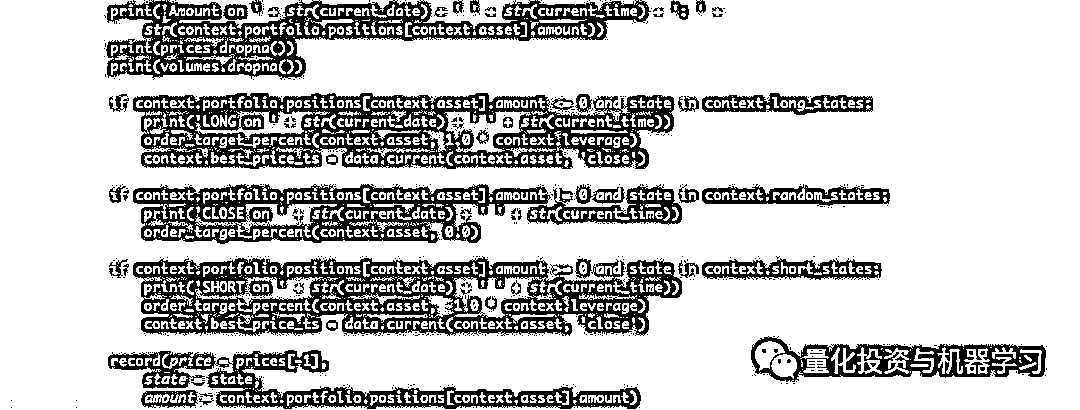 print('Amount on ' + str(current_date) + ' ' + str(current_time) + ': ' +
str(context.portfolio.positions[context.asset].amount))
print(prices.dropna())
print(volumes.dropna())
if context.portfolio.positions[context.asset].amount <= 0 and state in context.long_states:
print('LONG on ' + str(current_date) + ' ' + str(current_time))
order_target_percent(context.asset, 1.0 * context.leverage)
context.best_price_ts = data.current(context.asset, 'close')
if context.portfolio.positions[context.asset].amount != 0 and state in context.random_states:
print('CLOSE on ' + str(current_date) + ' ' + str(current_time))
order_target_percent(context.asset, 0.0)
if context.portfolio.positions[context.asset].amount >= 0 and state in context.short_states:
print('SHORT on ' + str(current_date) + ' ' + str(current_time))
order_target_percent(context.asset, -1.0 * context.leverage)
context.best_price_ts = data.current(context.asset, 'close')
record(price = prices[-1],
state = state,
amount = context.portfolio.positions[context.asset].amount)
量化投资与机器学习